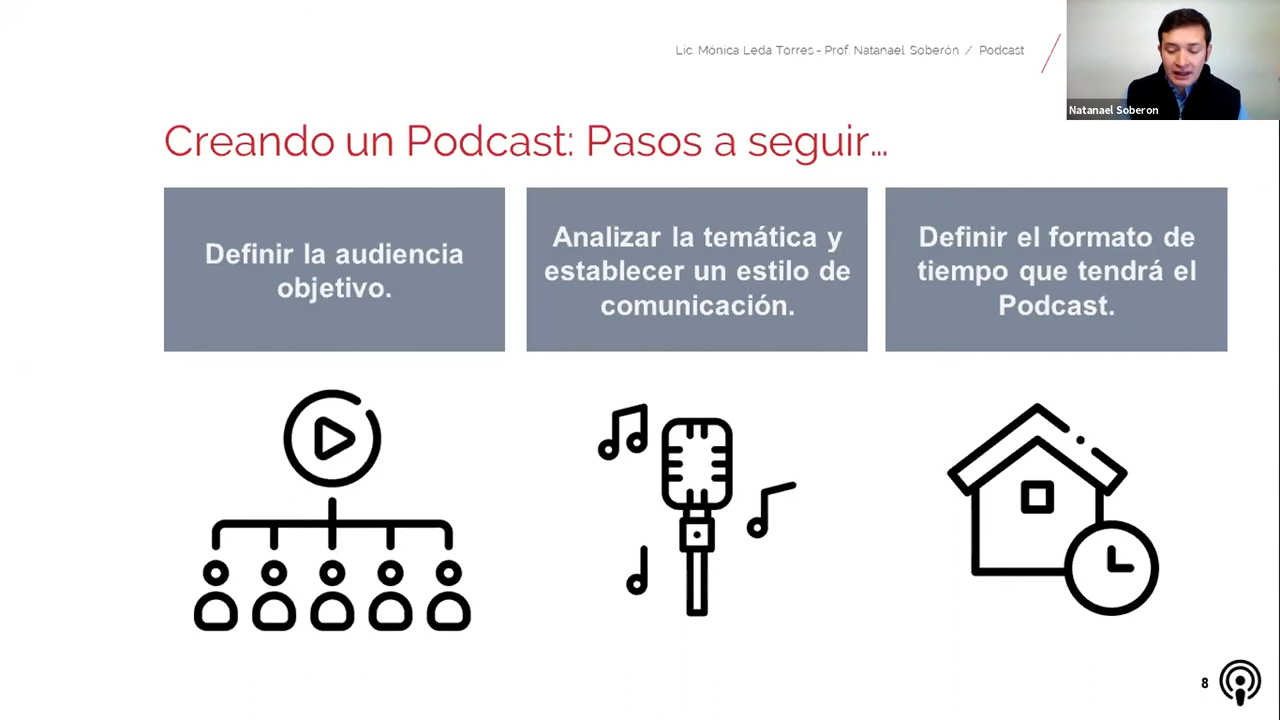 Lic. Mónica Leda Torres - Prof. Natanael Soberón / Podcast
Natanael Soberon
Creando un Podcast: Pasos a seguir...
Definir la audiencia
objetivo.
Analizar la temática y
establecer un estilo de
comunicación.
Definir el formato de
tiempo que tendrá el
Podcast.
8